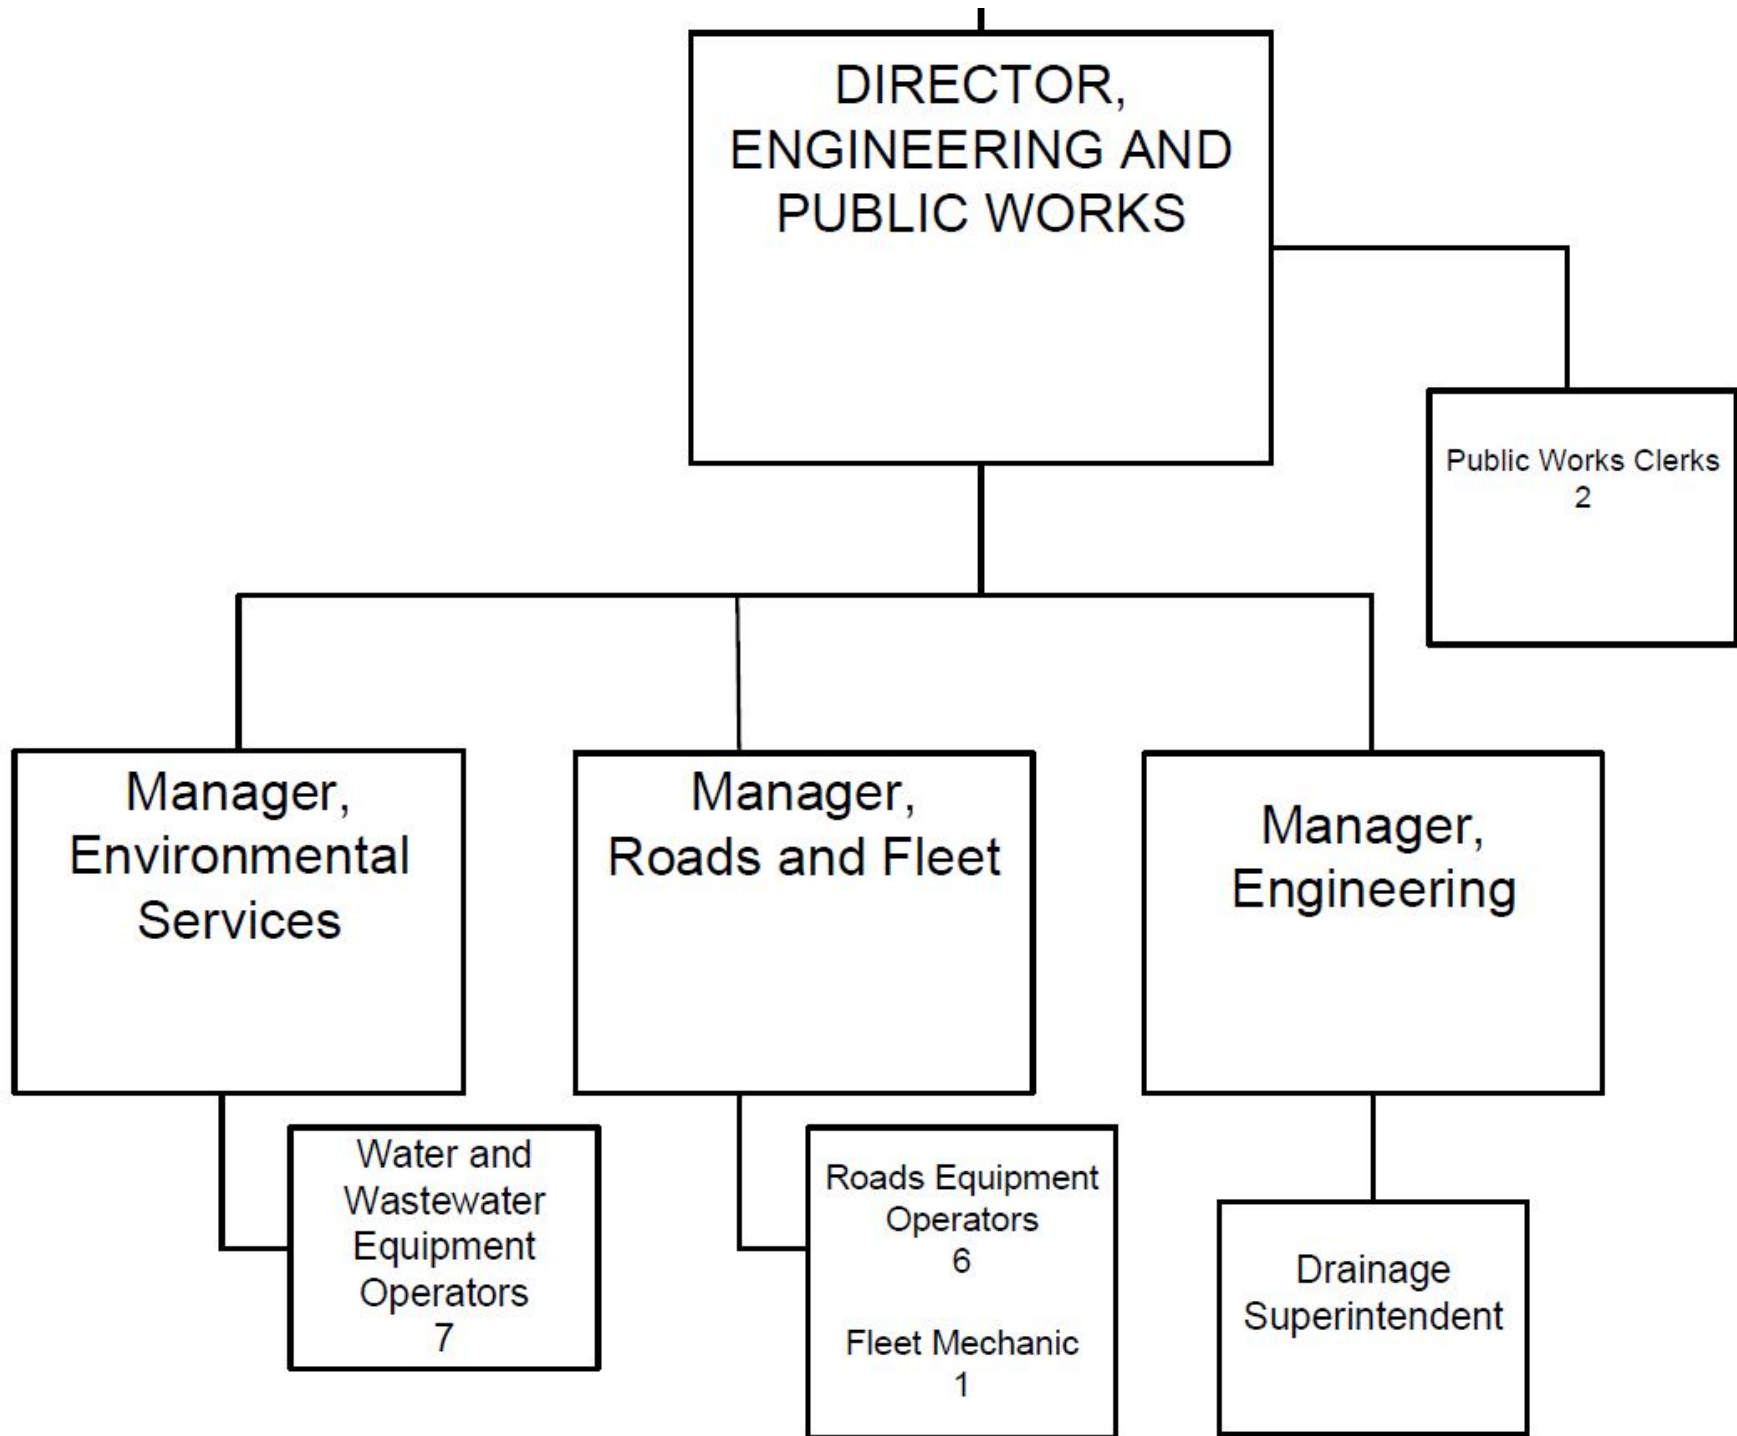 DIRECTOR,
ENGINEERING AND
PUBLIC WORKS
Public Works Clerks
2
Manager,
Environmental
Services
Manager,
Roads and Fleet
Manager,
Engineering
Water and
Wastewater
Equipment
Operators
7
Roads Equipment
Operators
6
Fleet Mechanic
1
Drainage
Superintendent